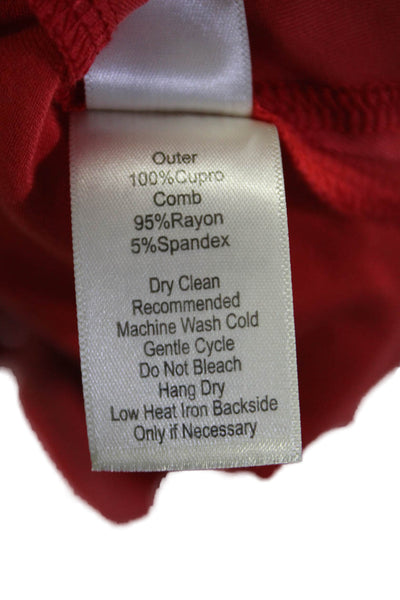 Outer
100%Cupro
Comb
95%Rayon
5%Spandex
Dry Clean
Recommended
Machine Wash Cold
Gentle Cycle
Do Not Bleach
Hang Dry
Low Heat Iron Backside
Only if Necessary